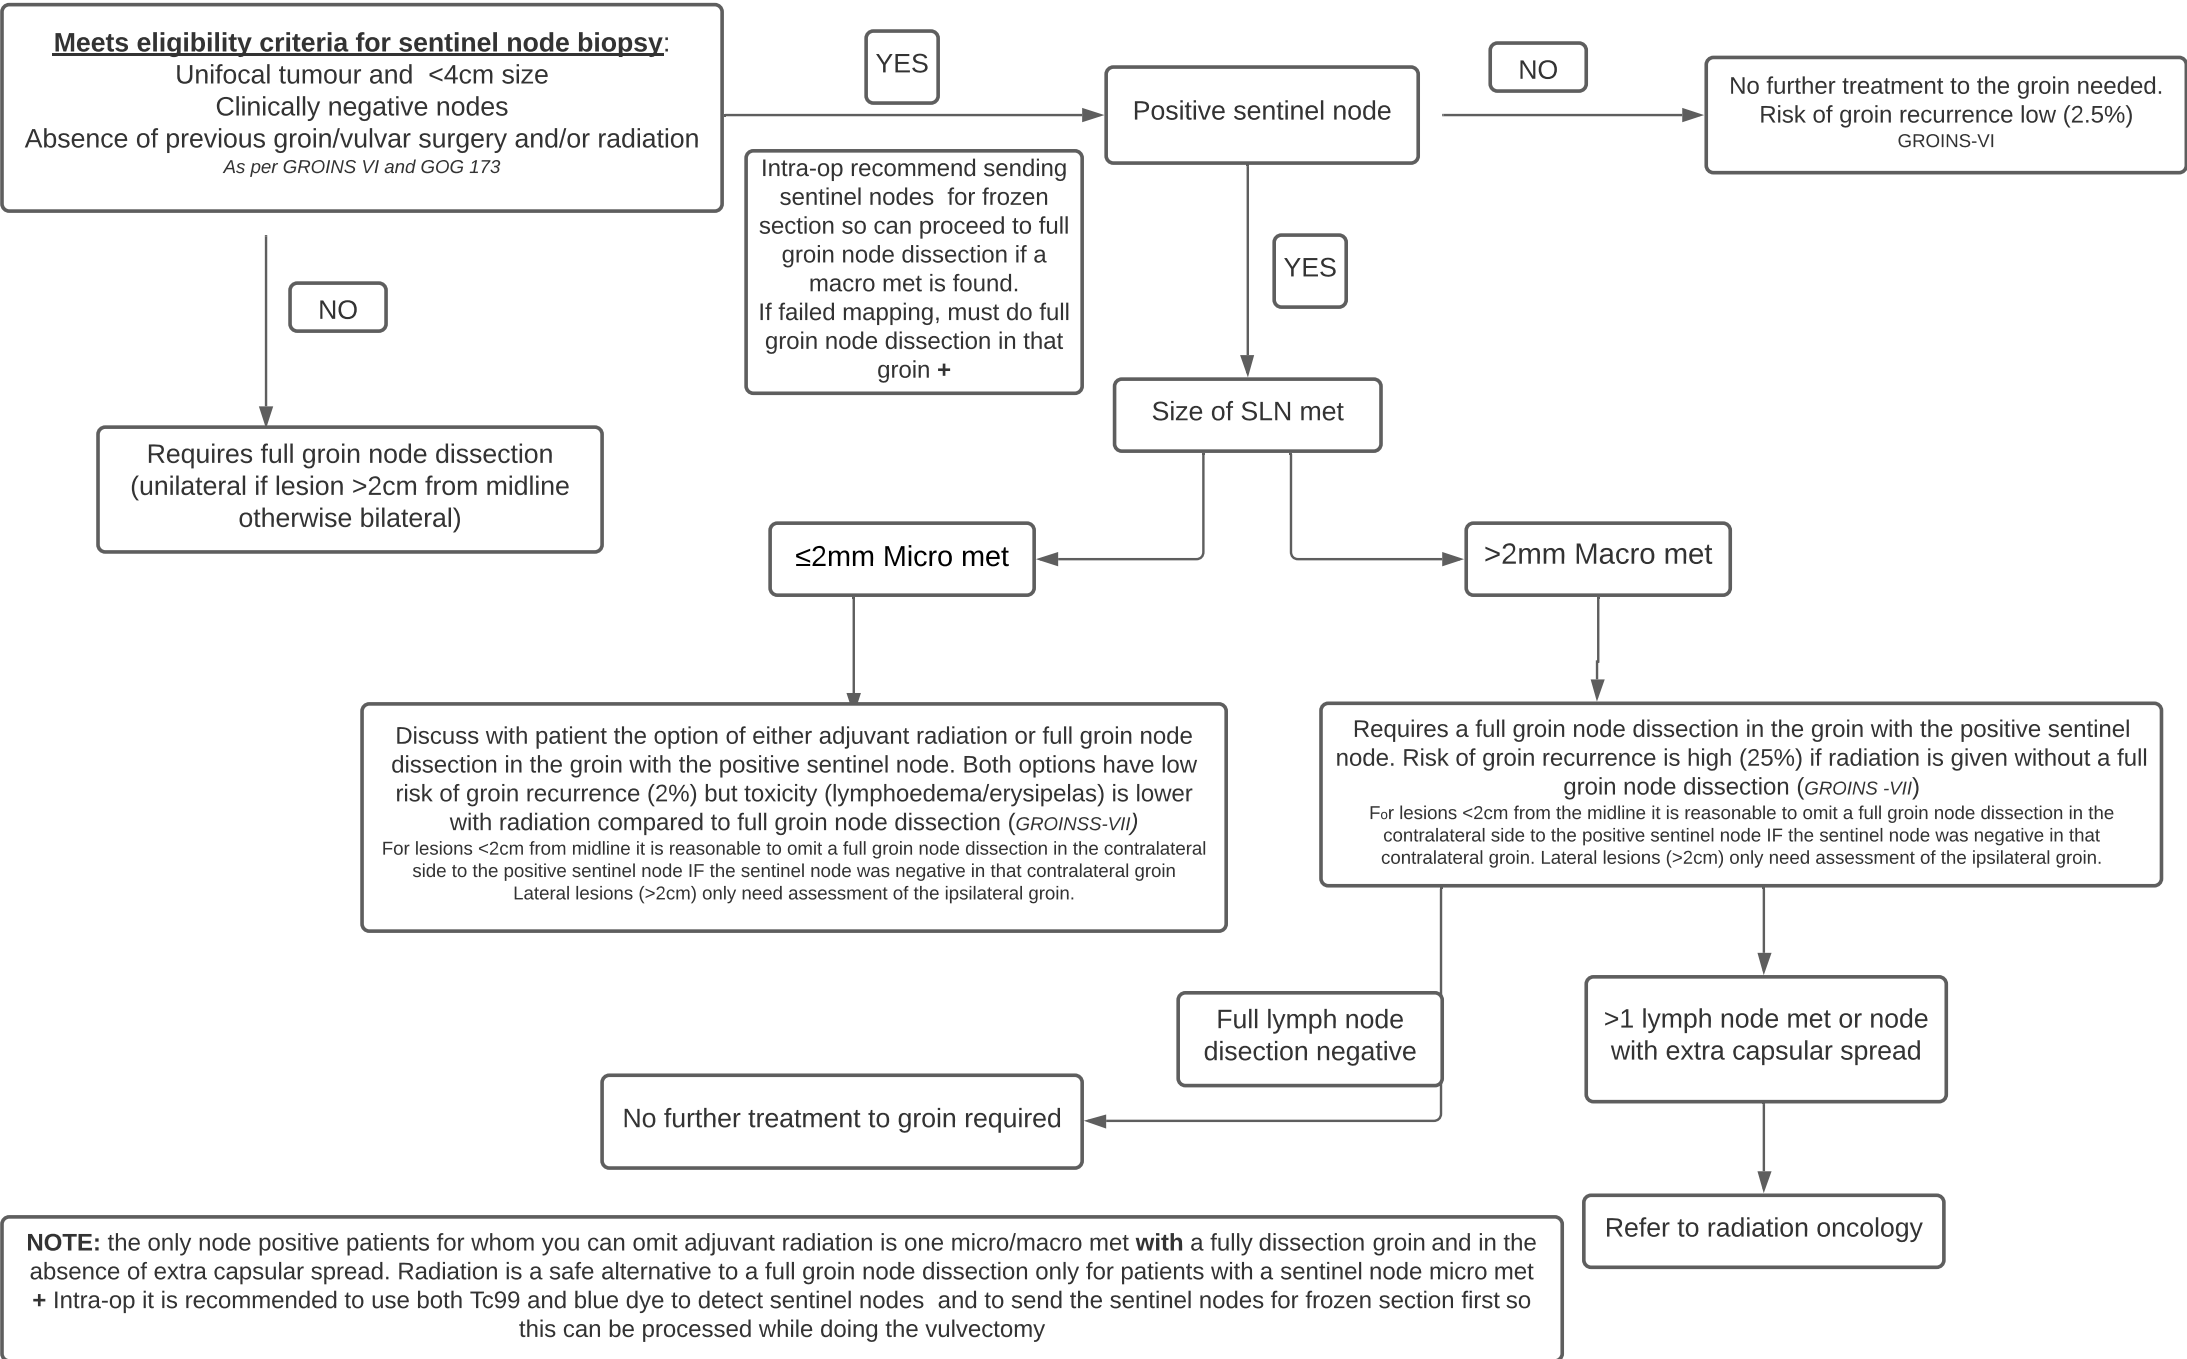 Meets eligibility criteria for sentinel node biopsy:
Unifocal tumour and  <4cm size
Clinically negative nodes
Absence of previous groin/vulvar surgery and/or radiation
As per GROINS VI and GOG 173
YES
Positive sentinel node
NO
No further treatment to the groin needed.
Risk of groin recurrence low (2.5%)
GROINS-VI
Intra-op recommend sending
sentinel nodes  for frozen
section so can proceed to full
groin node dissection if a
macro met is found.
If failed mapping, must do full
groin node dissection in that
groin +
YES
NO
Size of SLN met
Requires full groin node dissection
(unilateral if lesion >2cm from midline
otherwise bilateral)
≤2mm Micro met
>2mm Macro met
Discuss with patient the option of either adjuvant radiation or full groin node
dissection in the groin with the positive sentinel node. Both options have low
risk of groin recurrence (2%) but toxicity (lymphoedema/erysipelas) is lower
with radiation compared to full groin node dissection (GROINSS-VII)
For lesions <2cm from midline it is reasonable to omit a full groin node dissection in the contralateral
side to the positive sentinel node IF the sentinel node was negative in that contralateral groin
Lateral lesions (>2cm) only need assessment of the ipsilateral groin.
Requires a full groin node dissection in the groin with the positive sentinel
node. Risk of groin recurrence is high (25%) if radiation is given without a full
groin node dissection (GROINS -VII)
For lesions <2cm from the midline it is reasonable to omit a full groin node dissection in the
contralateral side to the positive sentinel node IF the sentinel node was negative in that
contralateral groin. Lateral lesions (>2cm) only need assessment of the ipsilateral groin.
Full lymph node
disection negative
>1 lymph node met or node
with extra capsular spread
No further treatment to groin required
Refer to radiation oncology
NOTE: the only node positive patients for whom you can omit adjuvant radiation is one micro/macro met with a fully dissection groin and in the
absence of extra capsular spread. Radiation is a safe alternative to a full groin node dissection only for patients with a sentinel node micro met
+ Intra-op it is recommended to use both Tc99 and blue dye to detect sentinel nodes  and to send the sentinel nodes for frozen section first so
this can be processed while doing the vulvectomy